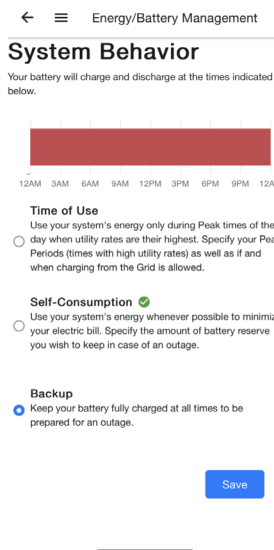 Energy/Battery Management
System Behavior
Your battery will charge and discharge at the times indicated
below.
12AM 3AM 6AM 9AM 12PM 3PM 6PM 9PM 12A
Time of Use
Use your system's energy only during Peak times of the
day when utility rates are their highest. Specify your Pea
Periods (times with high utility rates) as well as if and
when charging from the Grid is allowed.
Self-Consumption
Use your system's energy whenever possible to minimiz
your electric bill. Specify the amount of battery reserve
you wish to keep in case of an outage.
Backup
Keep your battery fully charged at all times to be
prepared for an outage.
Save